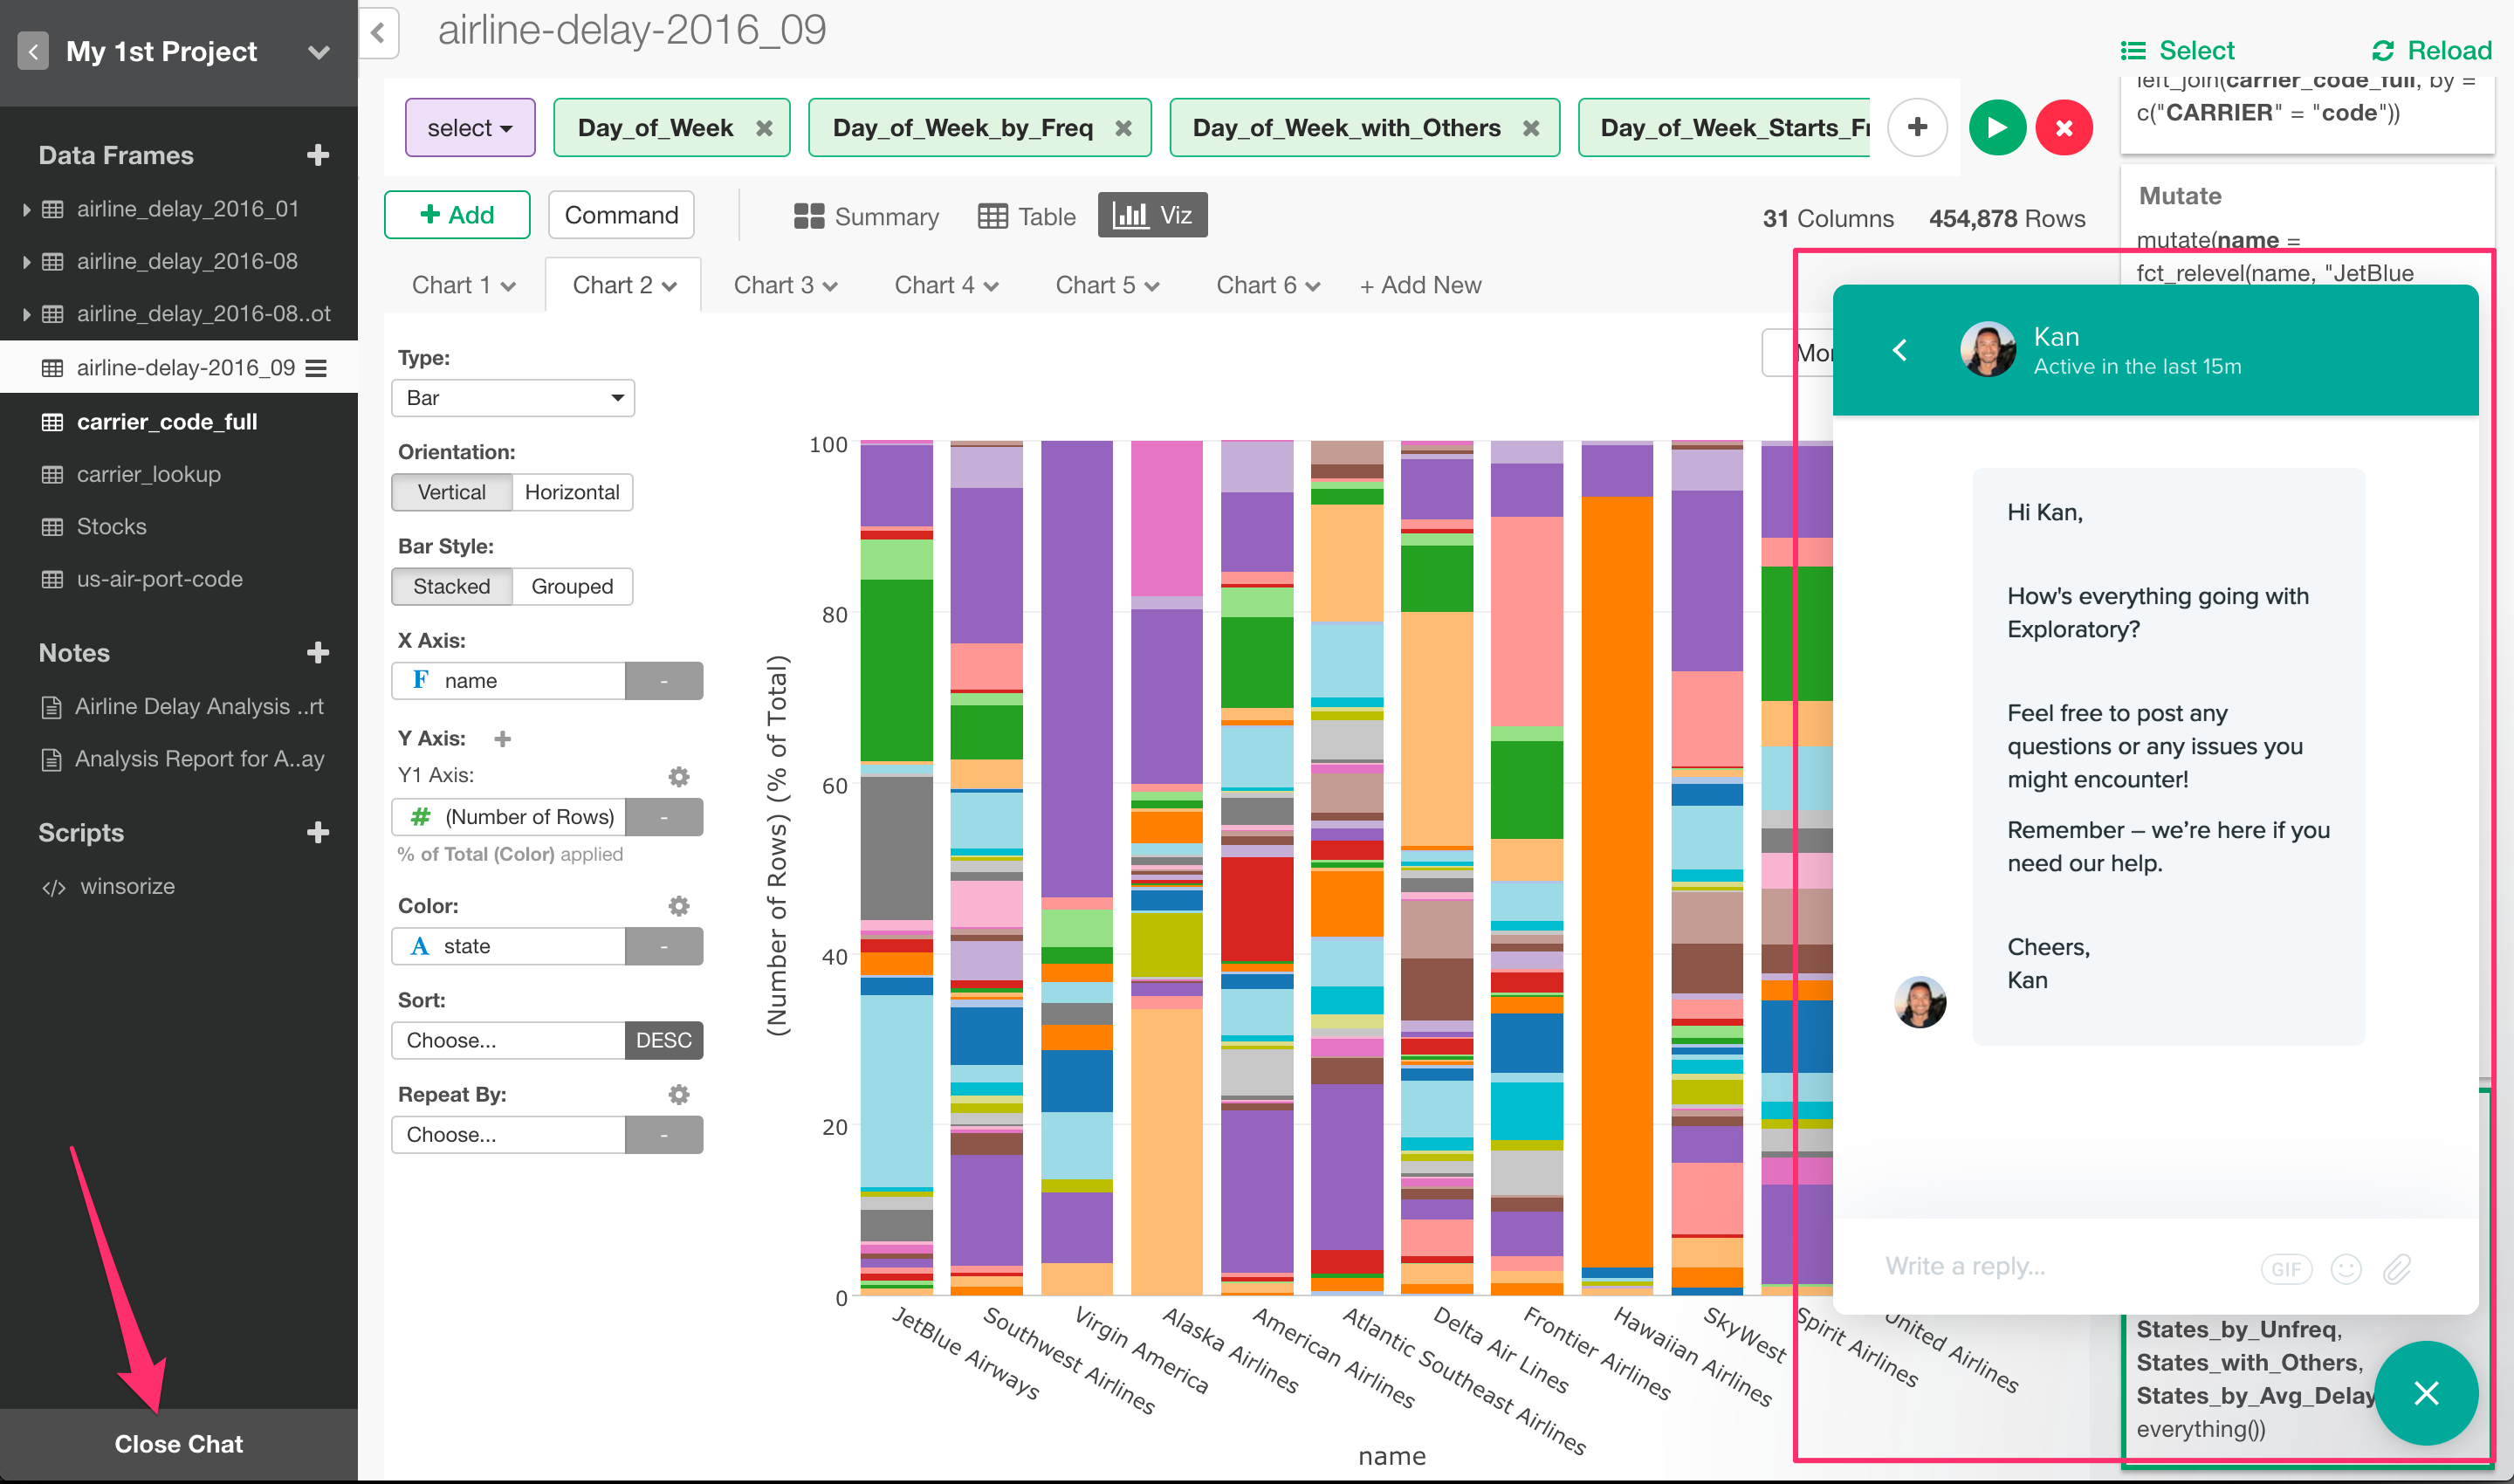 My 1st Project
Data Frames
airline_delay_2016_01
airline_delay_2016-08
airline_delay_2016-08..ot
airline-delay-2016_09
carrier_code_full
carrier_lookup
Stocks
us-air-port-code
Notes
Airline Delay Analysis ..rt
Analysis Report for A..ay
Scripts
winsorize
Close Chat
airline-delay-2016_09
select
Day_of_Week
Day_of_Week_by_Freq
Day_of_Week_with_Others
Day_of_Week_Starts_Fr
Add
Command
Summary
Table
Viz
31 Columns 454,878 Rows
Chart 1
Chart 2
Chart 3
Chart 4
Chart 5
Chart 6
+ Add New
Type:
Bar
Orientation:
Vertical Horizontal
Bar Style:
Stacked Grouped
X Axis:
F name -
Y Axis:
Y1 Axis:
# (Number of Rows) -
% of Total (Color) applied
Color:
A state -
Sort:
Choose... DESC
Repeat By:
Choose... -
(Number of Rows) (% of Total)
100
80
60
40
20
0
JetBlue Airways
Southwest Airlines
Virgin America
Alaska Airlines
American Airlines
Atlantic Southeast Airlines
Delta Air Lines
Frontier Airlines
Hawaiian Airlines
SkyWest
Spirit Airlines
United Airlines
name
Select Reload
left_join(carrier_code_full, by =
c("CARRIER" = "code"))
Mutate
mutate(name =
fct_relevel(name, "JetBlue
Kan
Active in the last 15m
Hi Kan,
How's everything going with
Exploratory?
Feel free to post any
questions or any issues you
might encounter!
Remember – we’re here if you
need our help.
Cheers,
Kan
Write a reply...
GIF
States_by_Unfreq,
States_with_Others,
States_by_Avg_Delay
everything())